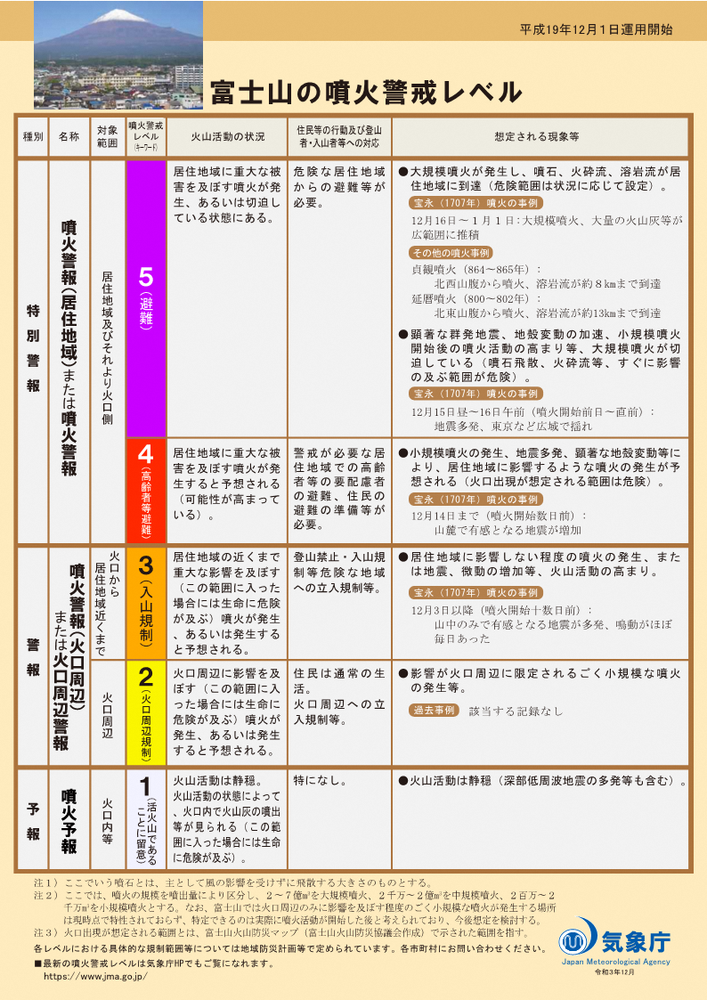 平成19年12月１日運用開始
富士山の噴火警戒レベル
種別
名称
対象
範囲
噴火警戒
レベル
(ｷｰﾜｰﾄﾞ)
火山活動の状況
住民等の行動及び登山
者・入山者等への対応
想定される現象等
特別警報
噴火警報(居住地域)または噴火警報
居住地域及びそれより火口側
5
（避難）
居住地域に重大な被
害を及ぼす噴火が発
生、あるいは切迫し
ている状態にある。
危険な居住地域
からの避難等が
必要。
●大規模噴火が発生し、噴石、火砕流、溶岩流が居
住地域に到達（危険範囲は状況に応じて設定）。
宝永（1707年）噴火の事例
12月16日～１月１日：大規模噴火、大量の火山灰等が
広範囲に堆積
その他の噴火事例
貞観噴火（864～865年）：
北西山腹から噴火、溶岩流が約８kmまで到達
延暦噴火（800～802年）：
北東山腹から噴火、溶岩流が約13kmまで到達
●顕著な群発地震、地殻変動の加速、小規模噴火
開始後の噴火活動の高まり等、大規模噴火が切
迫している（噴石飛散、火砕流等、すぐに影響
の及ぶ範囲が危険）。
宝永（1707年）噴火の事例
12月15日昼～16日午前（噴火開始前日～直前）：
地震多発、東京など広域で揺れ
4
（高齢者等避難）
居住地域に重大な被
害を及ぼす噴火が発
生すると予想される
（可能性が高まって
いる）。
警戒が必要な居
住地域での高齢
者等の要配慮者
の避難、住民の
避難の準備等が
必要。
●小規模噴火の発生、地震多発、顕著な地殻変動等に
より、居住地域に影響するような噴火の発生が予
想される（火口出現が想定される範囲は危険）。
宝永（1707年）噴火の事例
12月14日まで（噴火開始数日前）：
山麓で有感となる地震が増加
警報
噴火警報(火口周辺)
または火口周辺警報
火口から
居住地域近くまで
3
（入山規制）
居住地域の近くまで
重大な影響を及ぼす
（この範囲に入った
場合には生命に危険
が及ぶ）噴火が発生
、あるいは発生する
と予想される。
登山禁止・入山規
制等危険な地域
への立入規制等。
●居住地域に影響しない程度の噴火の発生、また
は地震、微動の増加等、火山活動の高まり。
宝永（1707年）噴火の事例
12月3日以降（噴火開始十数日前）：
山中のみで有感となる地震が多発、鳴動がほぼ
毎日あった
火口周辺
2
（火口周辺規制）
火口周辺に影響を及
ぼす（この範囲に入
った場合には生命に
危険が及ぶ）噴火が
発生、あるいは発生
すると予想される。
住民は通常の生
活。
火口周辺への立
入規制等。
●影響が火口周辺に限定されるごく小規模な噴火
の発生等。
過去事例 該当する記録なし
予報
噴火予報
火口内等
1
（活火山である
ことに留意）
火山活動は静穏。
火山活動の状態によって
、火口内で火山灰の噴出
等が見られる（この範
囲に入った場合には生命
に危険が及ぶ）。
特になし。
●火山活動は静穏（深部低周波地震の多発等も含む）。
注１）ここでいう噴石とは、主として風の影響を受けずに飛散する大きさのものとする。
注２）ここでは、噴火の規模を噴出量により区分し、２～７億㎥を大規模噴火、２千万～２億㎥を中規模噴火、２百万～２
千万㎥を小規模噴火とする。なお、富士山では火口周辺のみに影響を及ぼす程度のごく小規模な噴火が発生する場所
は現時点で特性されておらず、特定できるのは実際に噴火活動が開始した後と考えられており、今後想定を検討する。
注３）火口出現が想定される範囲とは、富士山火山防災マップ（富士山火山防災協議会作成）で示された範囲を指す。
各レベルにおける具体的な規制範囲等については地域防災計画等で定められています。各市町村にお問い合わせください。
■最新の噴火警戒レベルは気象庁HPでもご覧になれます。
https://www.jma.go.jp/
気象庁
Japan Meteorological Agency
令和３年12月